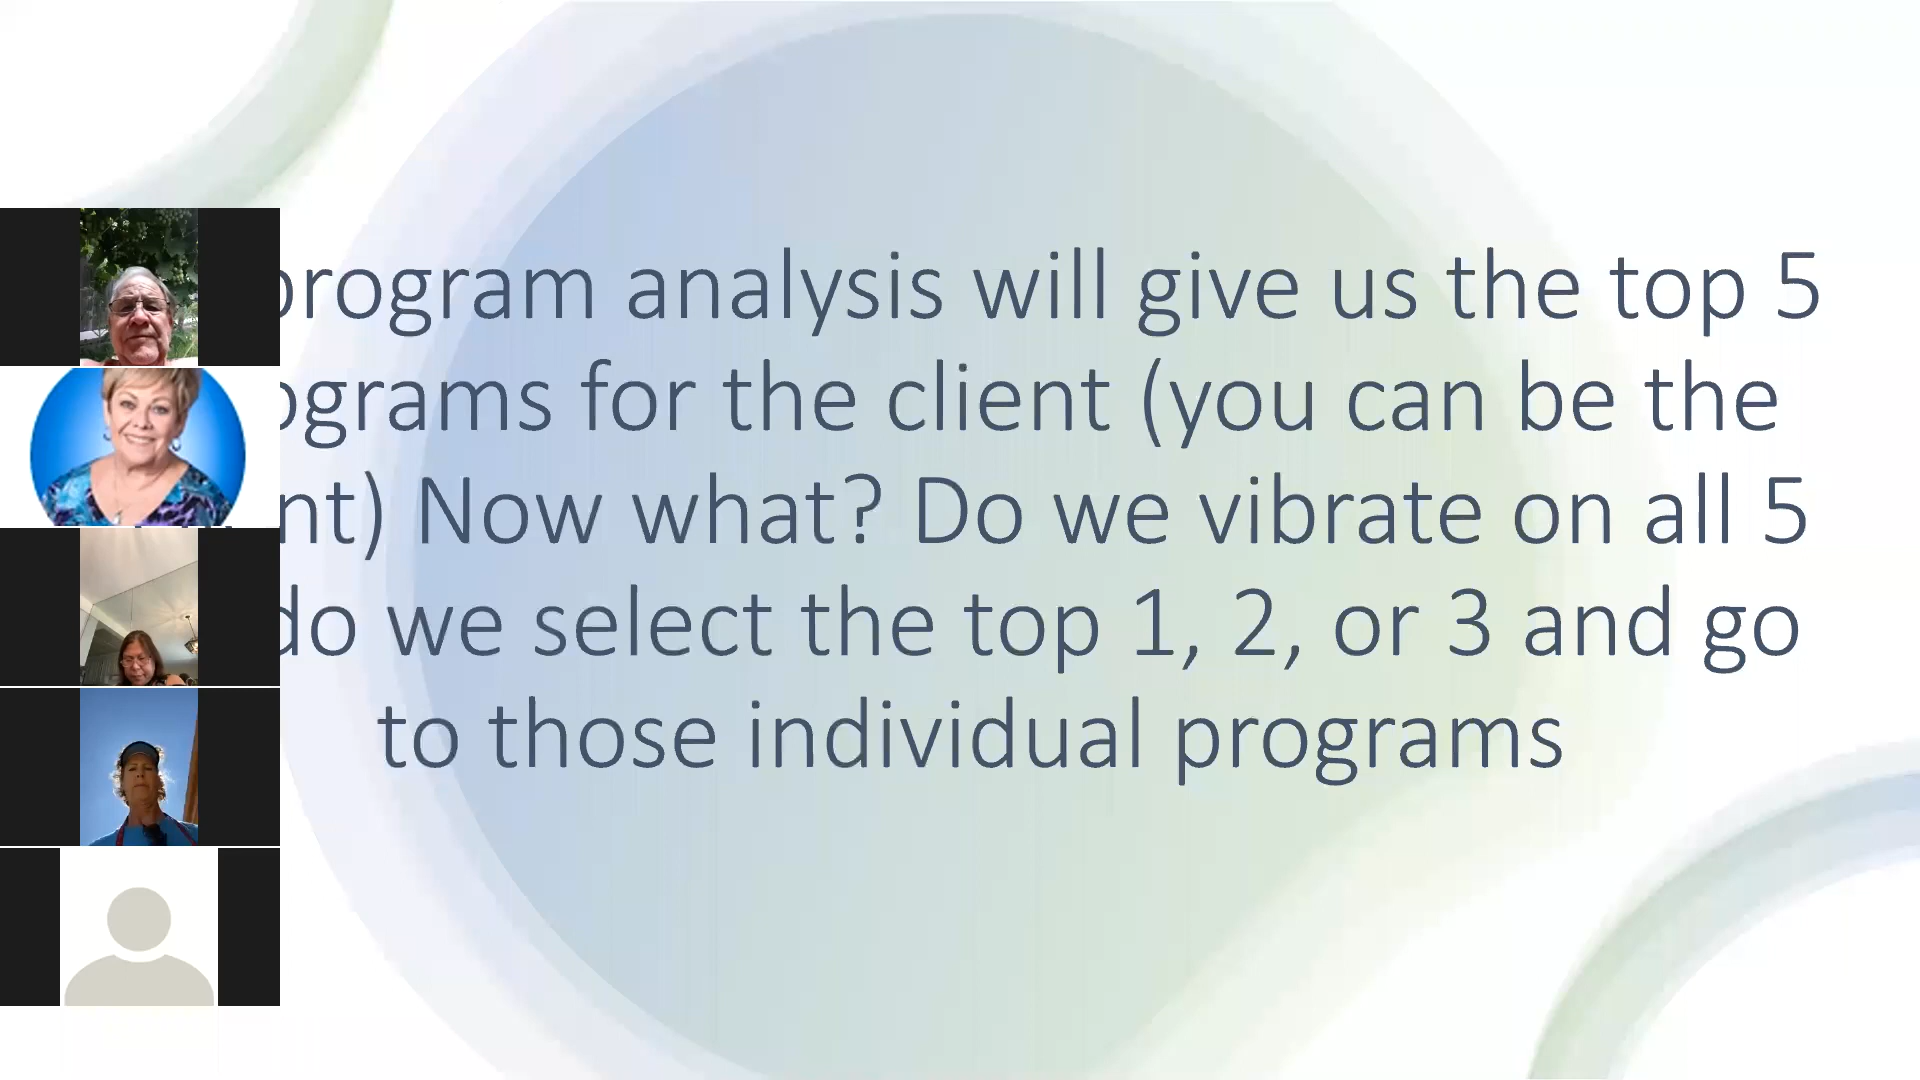 program analysis will give us the top 5
ograms for the client (you can be the
nt) Now what? Do we vibrate on all 5
do we select the top 1, 2, or 3 and go
to those individual programs